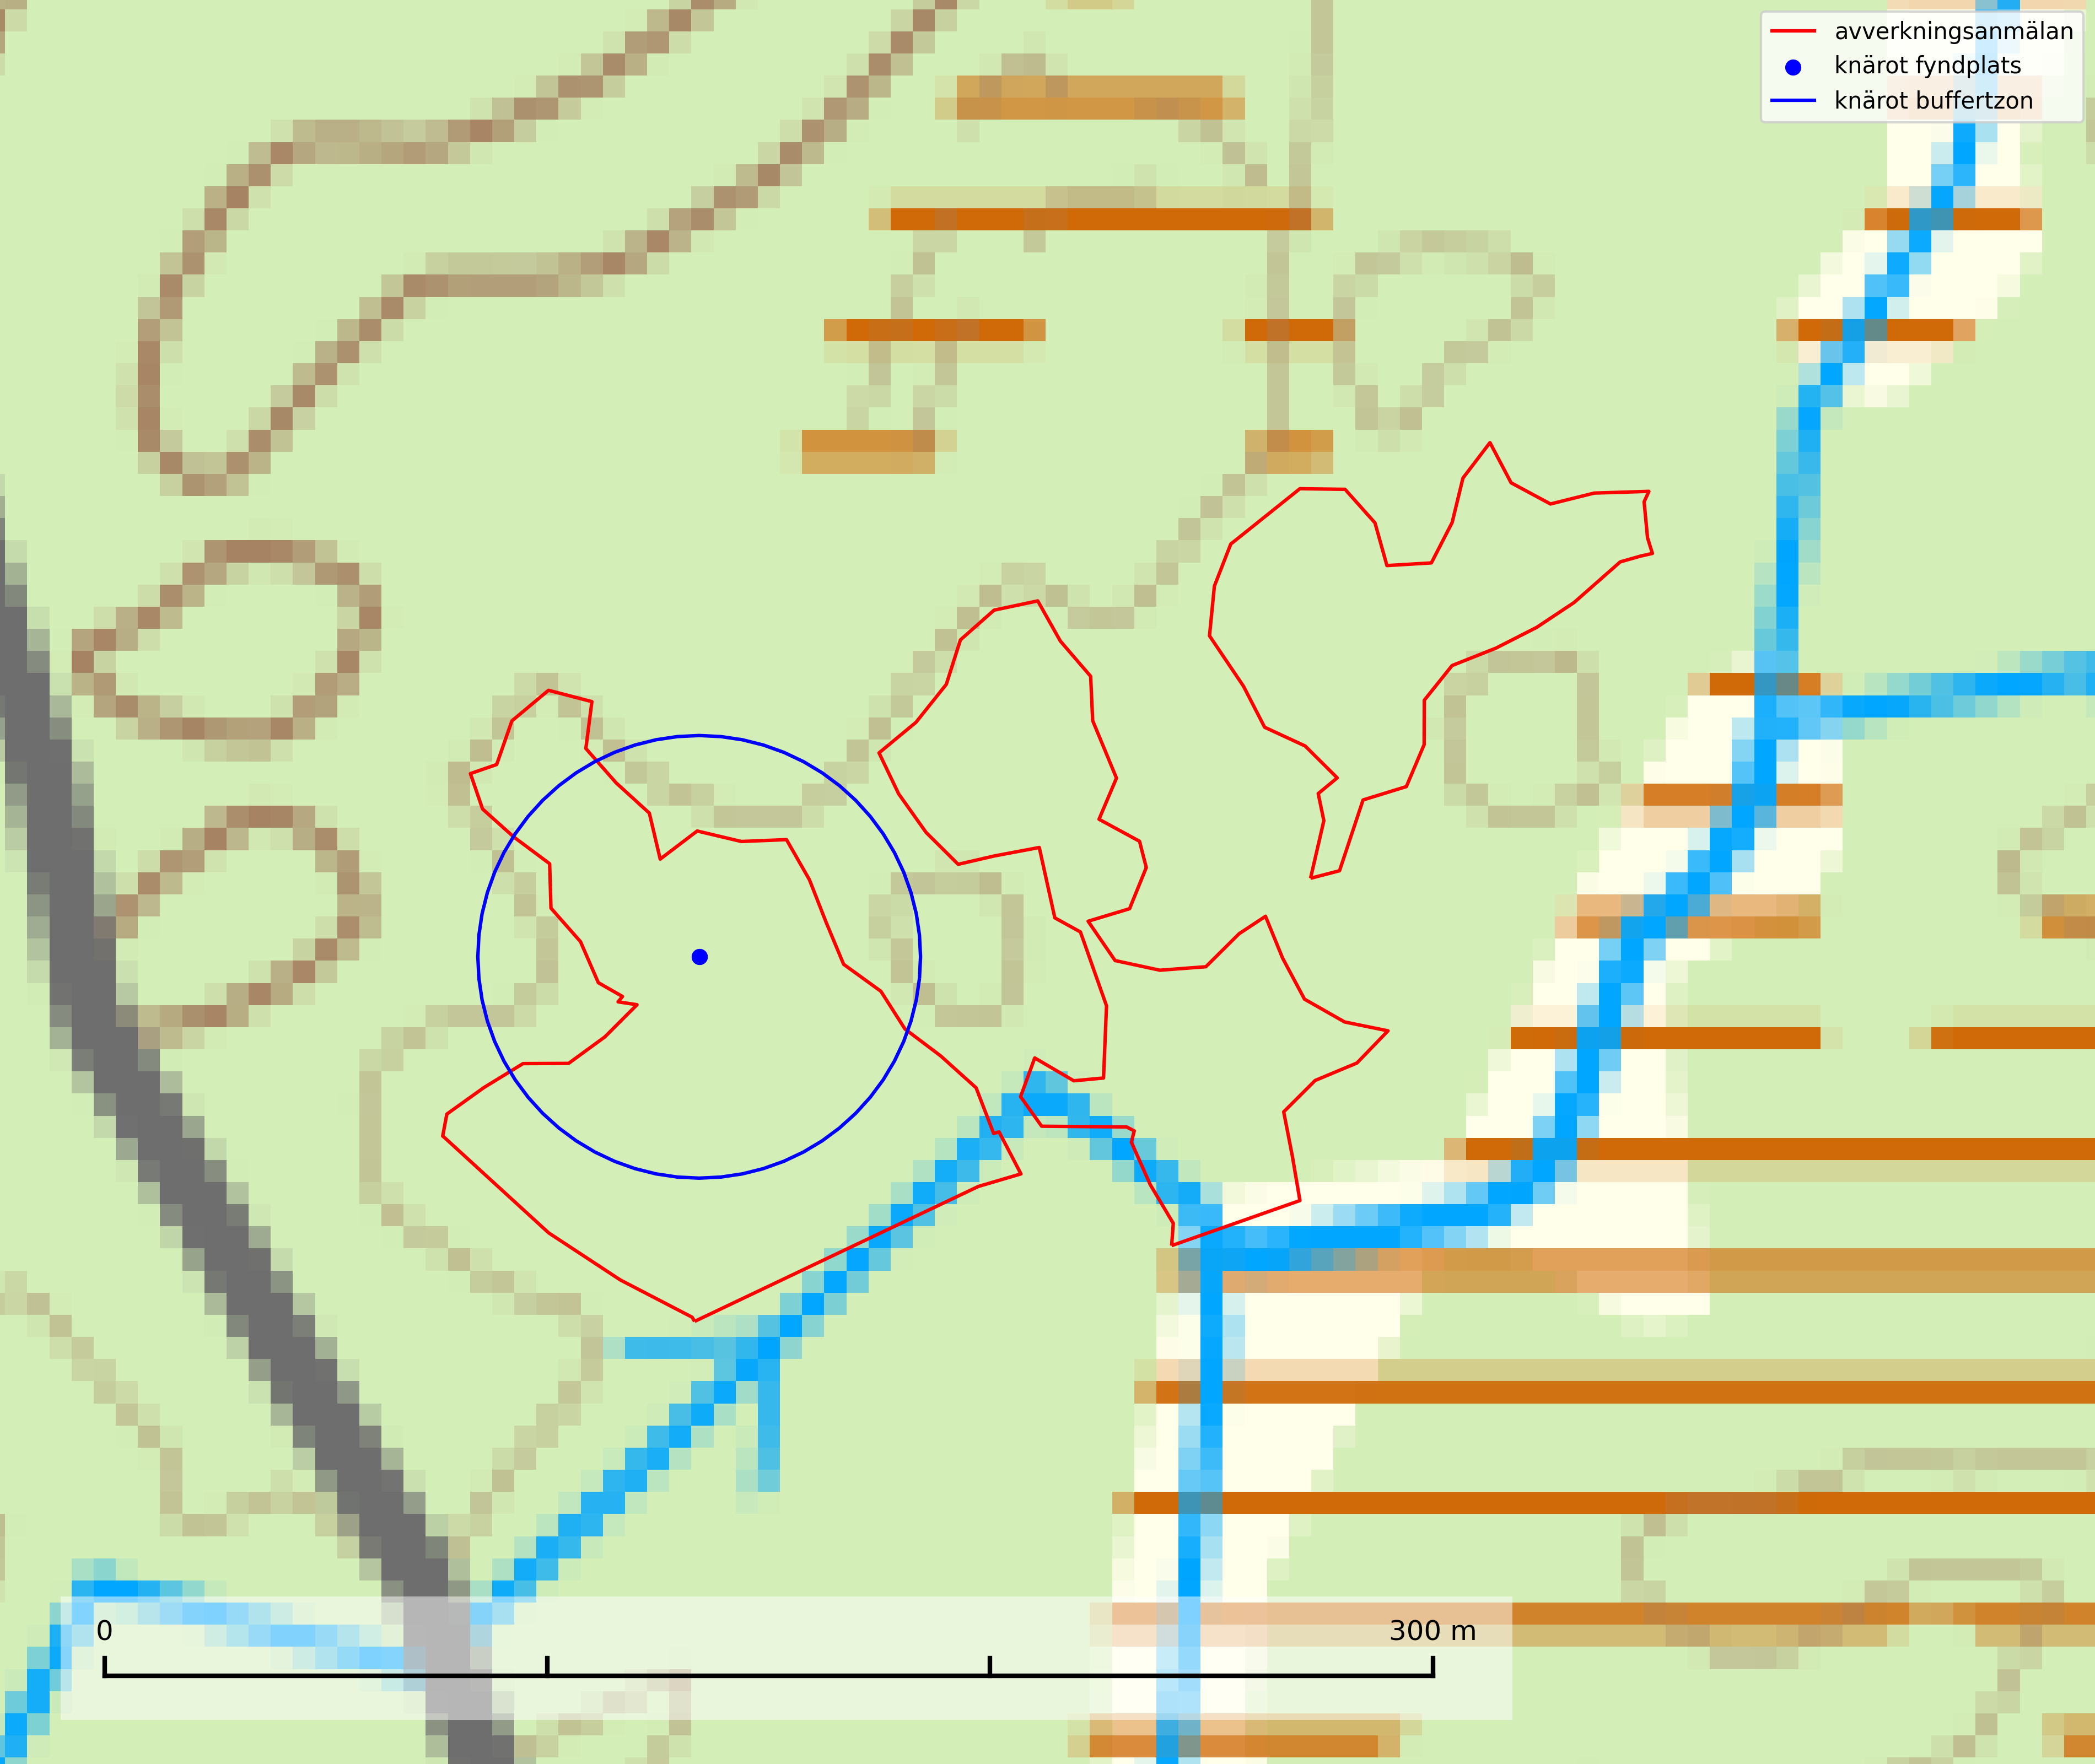 avverkningsanmälan
knärot fyndplats
knärot buffertzon
0
300 m